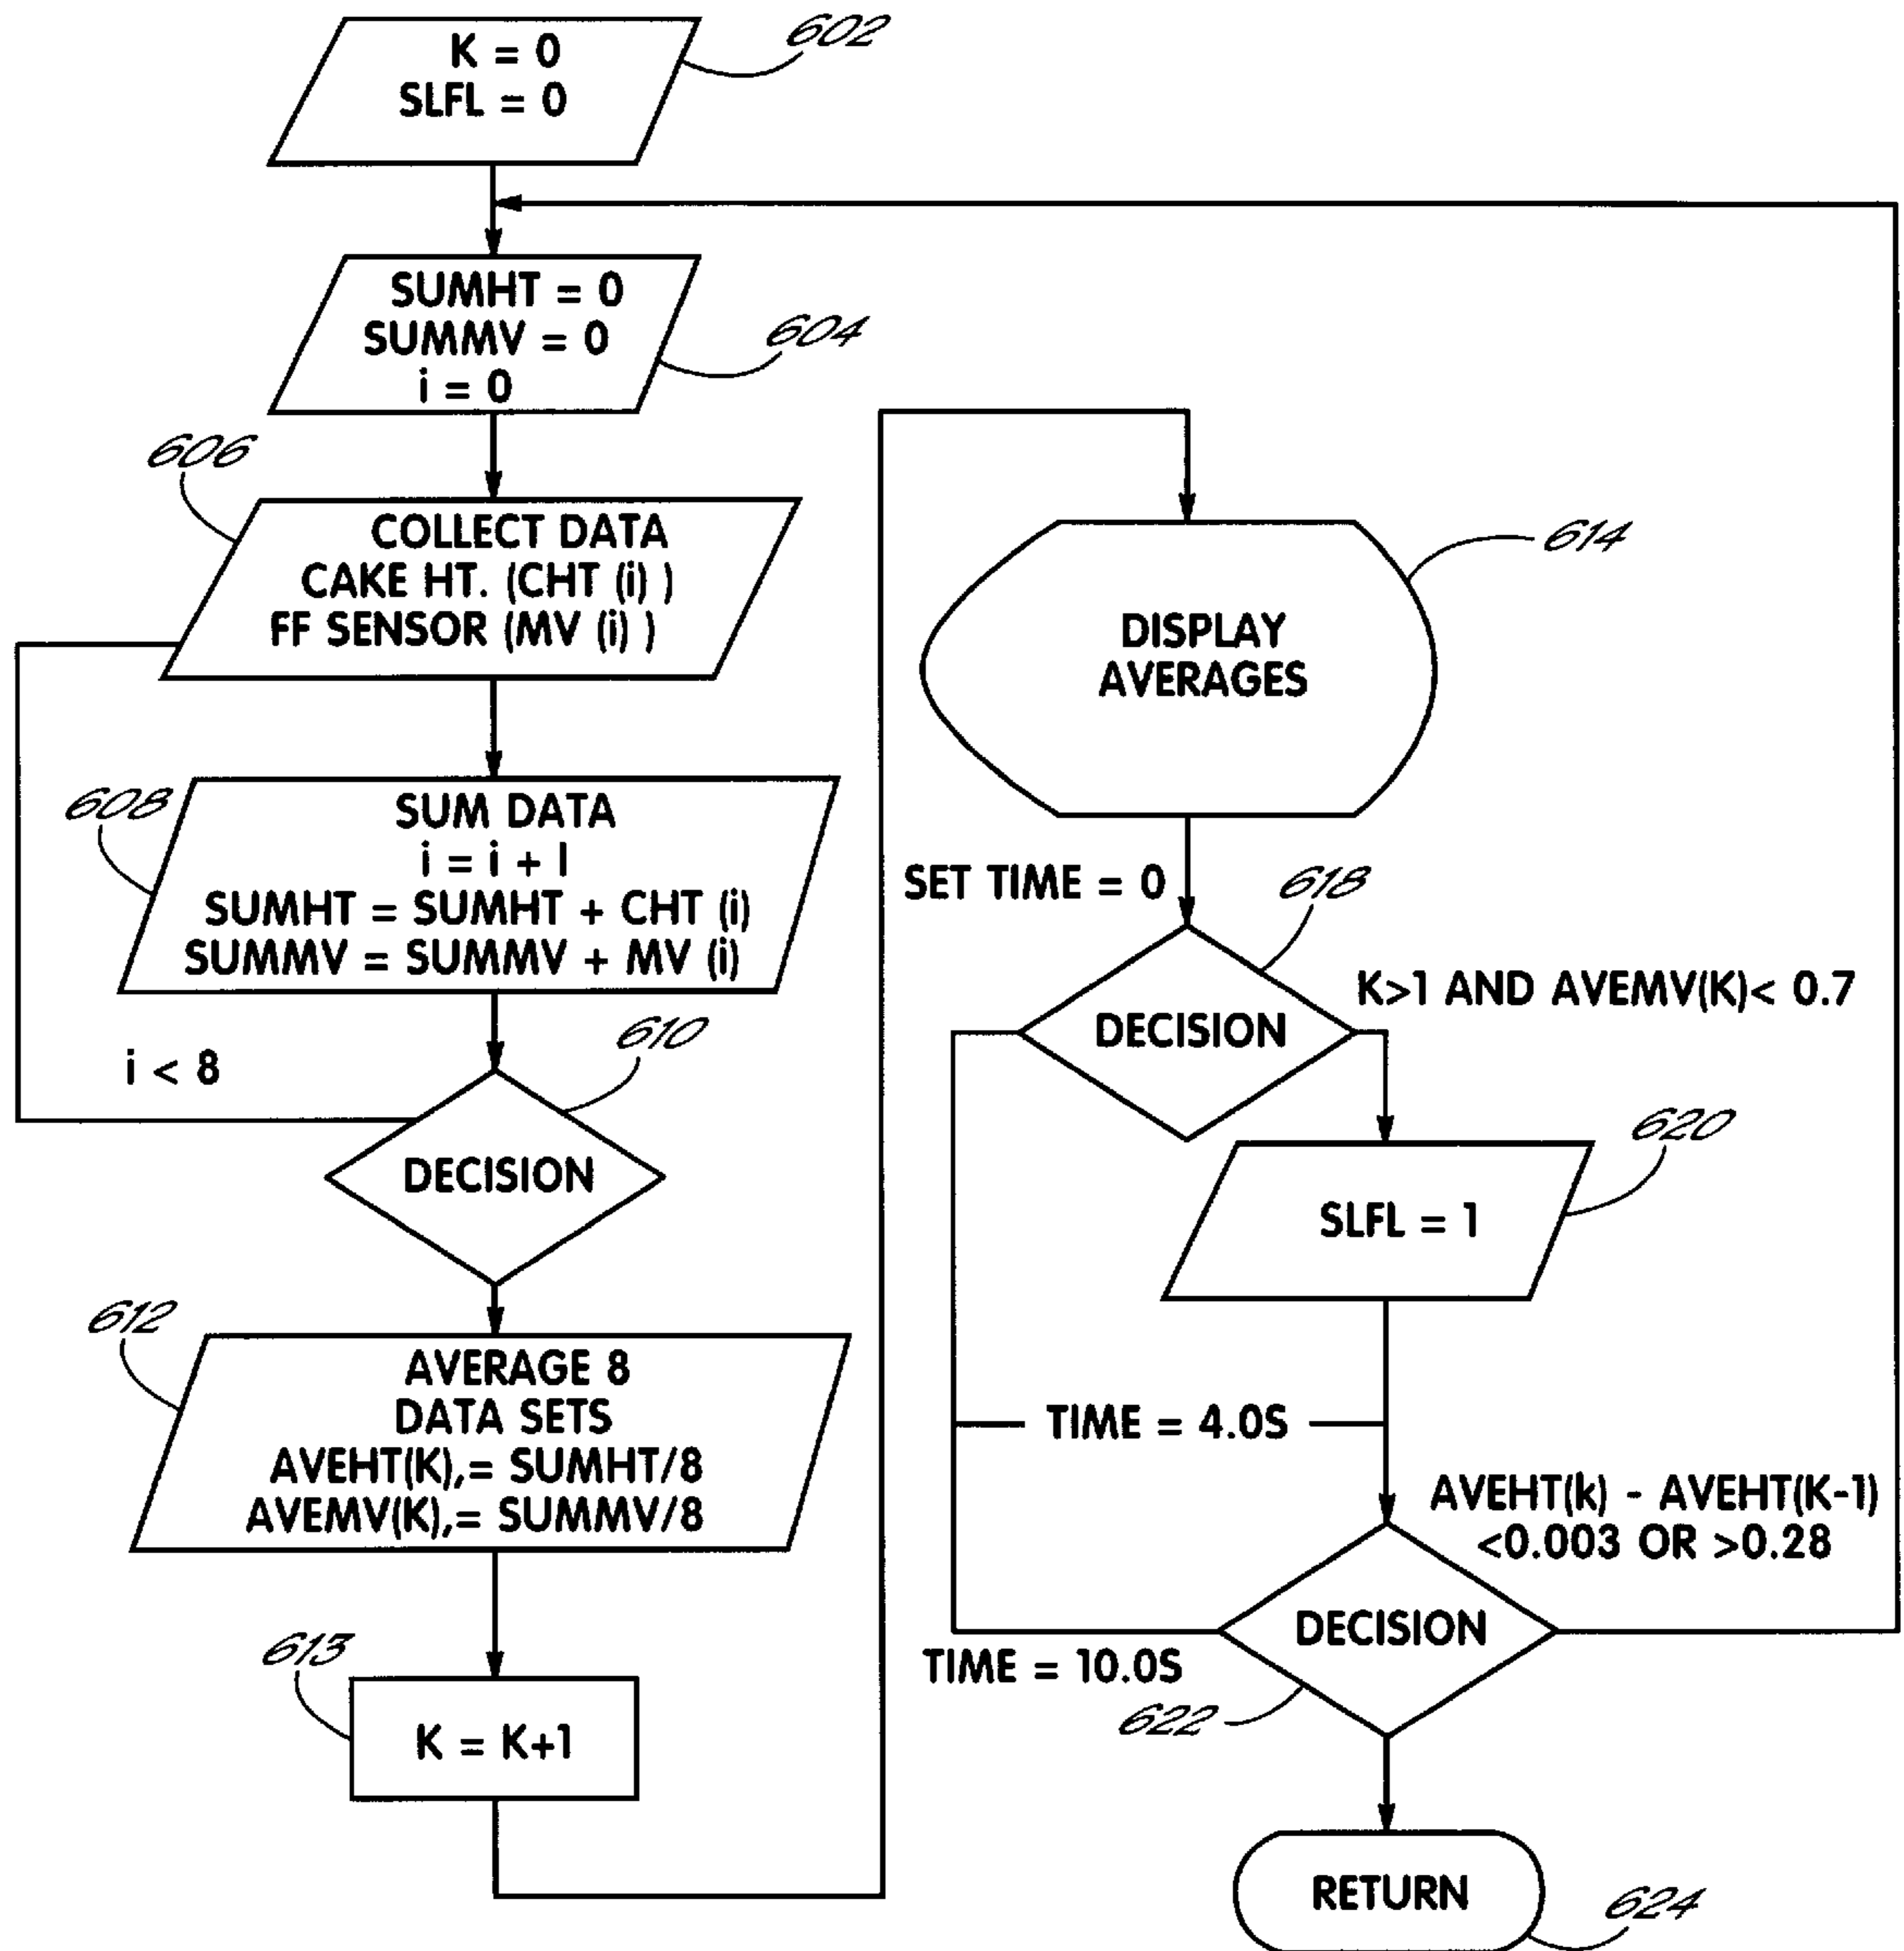 K = 0
SLFL = 0
602
SUMHT = 0
SUMMV = 0
i = 0
604
606
COLLECT DATA
CAKE HT. (CHT (i) )
FF SENSOR (MV (i) )
608
SUM DATA
i = i + 1
SUMHT = SUMHT + CHT (i)
SUMMV = SUMMV + MV (i)
610
i < 8
DECISION
612
AVERAGE 8
DATA SETS
AVEHT(K),= SUMHT/8
AVEMV(K),= SUMMV/8
613
K = K+1
614
DISPLAY
AVERAGES
SET TIME = 0
618
K>1 AND AVEMV(K)< 0.7
DECISION
620
SLFL = 1
TIME = 4.0S
AVEHT(k) - AVEHT(K-1)
<0.003 OR >0.28
DECISION
TIME = 10.0S
622
RETURN
624